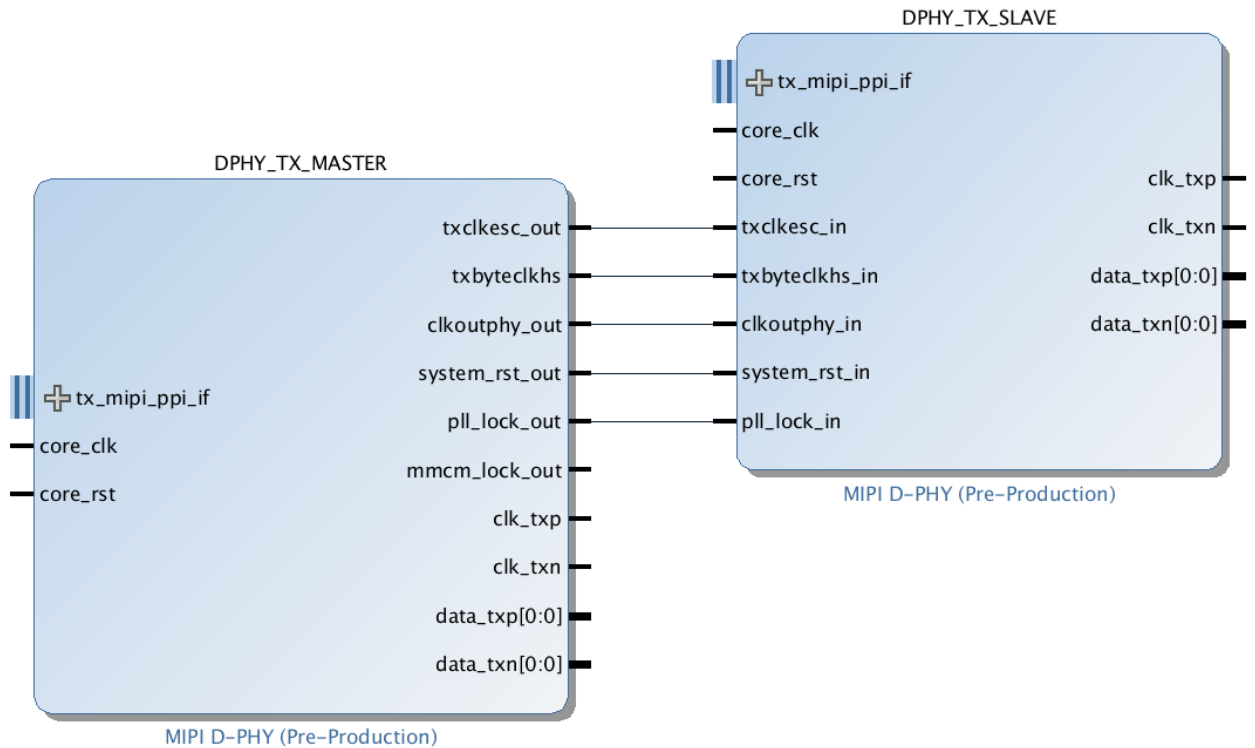 DPHY_TX_SLAVE
tx_mipi_ppi_if
core_clk
core_rst
txclkesc_in
txbyteclkhs_in
clkoutphy_in
system_rst_in
pll_lock_in
clk_txp
clk_txn
data_txp[0:0]
data_txn[0:0]
MIPI D-PHY (Pre-Production)
DPHY_TX_MASTER
tx_mipi_ppi_if
core_clk
core_rst
txclkesc_out
txbyteclkhs
clkoutphy_out
system_rst_out
pll_lock_out
mmcm_lock_out
clk_txp
clk_txn
data_txp[0:0]
data_txn[0:0]
MIPI D-PHY (Pre-Production)